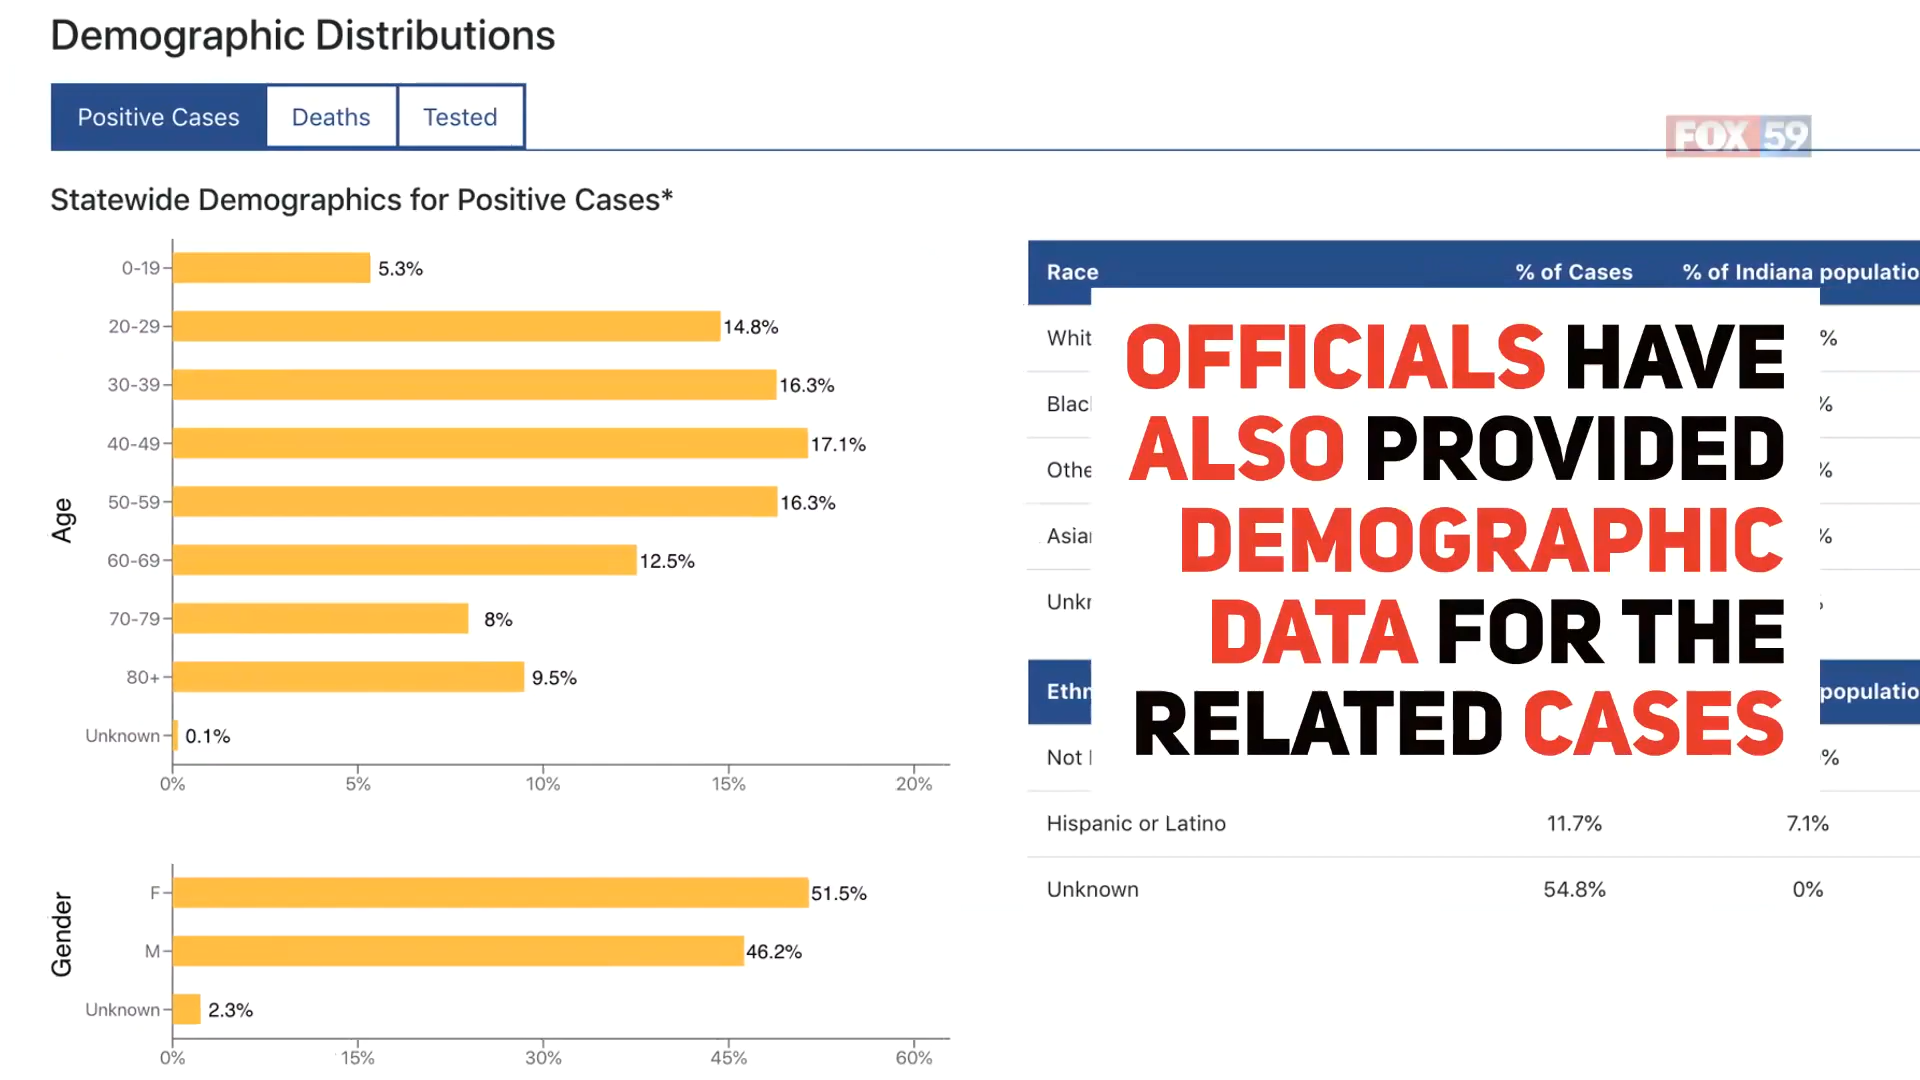 Demographic Distributions
Positive Cases Deaths Tested
FOX 59
Statewide Demographics for Positive Cases*
Age
0-19 5.3%
20-29 14.8%
30-39 16.3%
40-49 17.1%
50-59 16.3%
60-69 12.5%
70-79 8%
80+ 9.5%
Unknown 0.1%
0% 5% 10% 15% 20%
Gender
F 51.5%
M 46.2%
Unknown 2.3%
0% 15% 30% 45% 60%
Race % of Cases % of Indiana populatio
Whit %
Blac %
Othe %
Asia %
Unkr
Eth populatio
Not %
Hispanic or Latino 11.7% 7.1%
Unknown 54.8% 0%
OFFICIALS HAVE
ALSO PROVIDED
DEMOGRAPHIC
DATA FOR THE
RELATED CASES